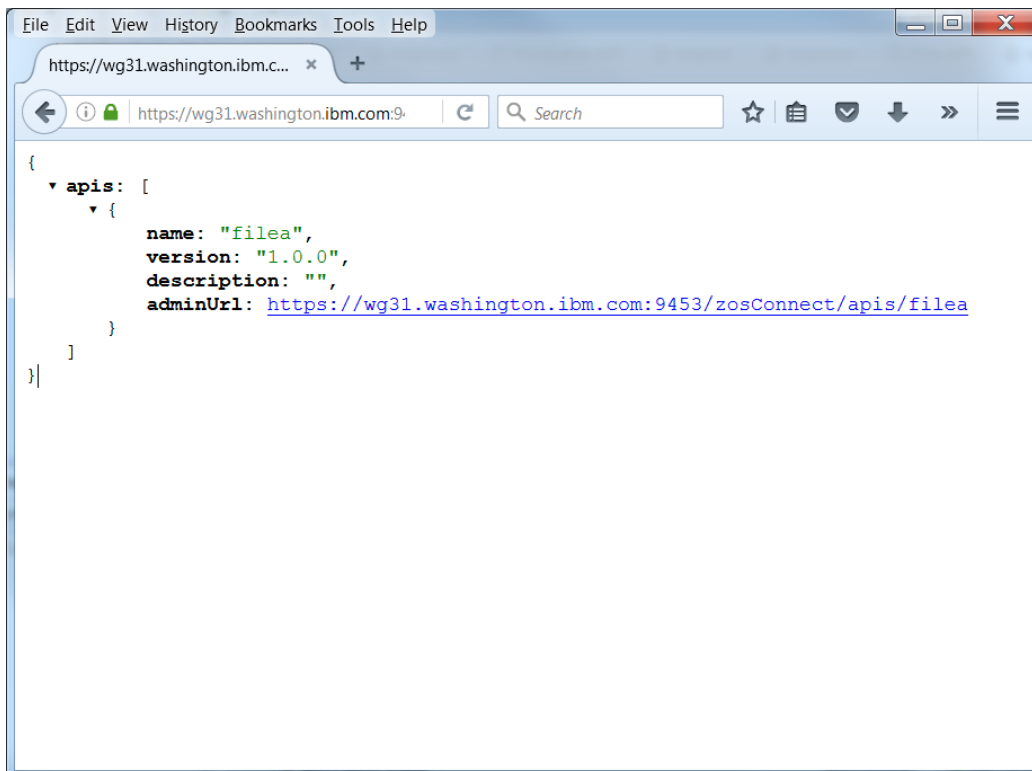 File Edit View History Bookmarks Tools Help
https://wg31.washington.ibm.c... × +
https://wg31.washington.ibm.com:9 Search
{
apis: [
{
name: "filea",
version: "1.0.0",
description: "",
adminUrl: https://wg31.washington.ibm.com:9453/zosConnect/apis/filea
}
]
}